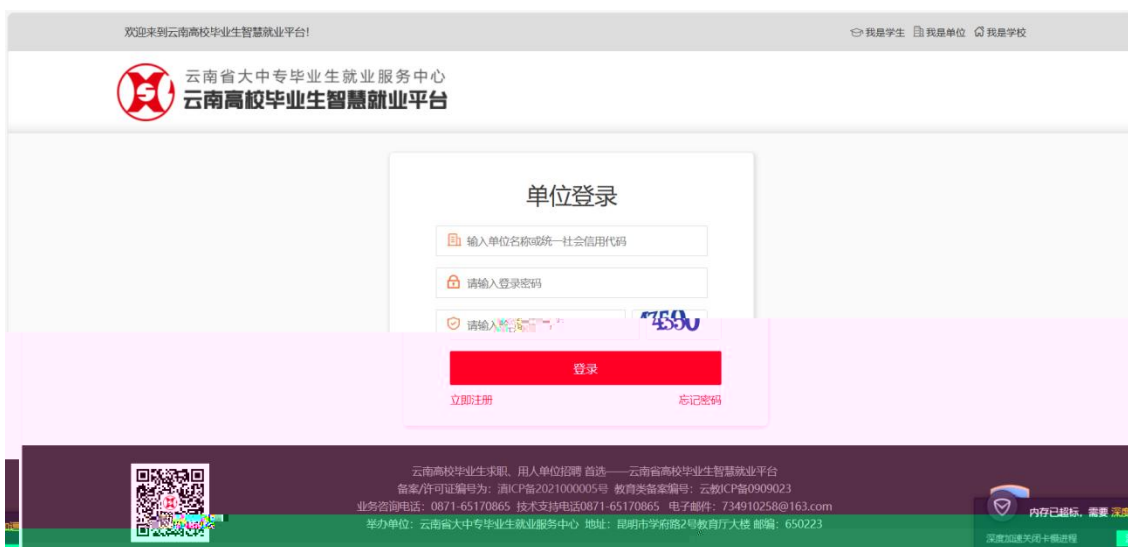 欢迎来到云南高校毕业生智慧就业平台!
我是学生 我是单位 我是学校
云南省大中专毕业生就业服务中心
云南高校毕业生智慧就业平台
单位登录
输入单位名称或统一社会信用代码
请输入登录密码
请输入
登录
立即注册 忘记密码
云南高校毕业生求职、用人单位招聘 首选——云南省高校毕业生智慧就业平台
备案/许可证编号为：滇ICP备2021000005号 教育类备案编号：云教ICP备0909023
业务咨询电话：0871-65170865 技术支持电话0871-65170865 电子邮件：734910258@163.com
举办单位：云南省大中专毕业生就业服务中心 地址：昆明市学府路2号教育厅大楼 邮编：650223
内存已超标，需要 深度
深度加速关闭卡慢进程